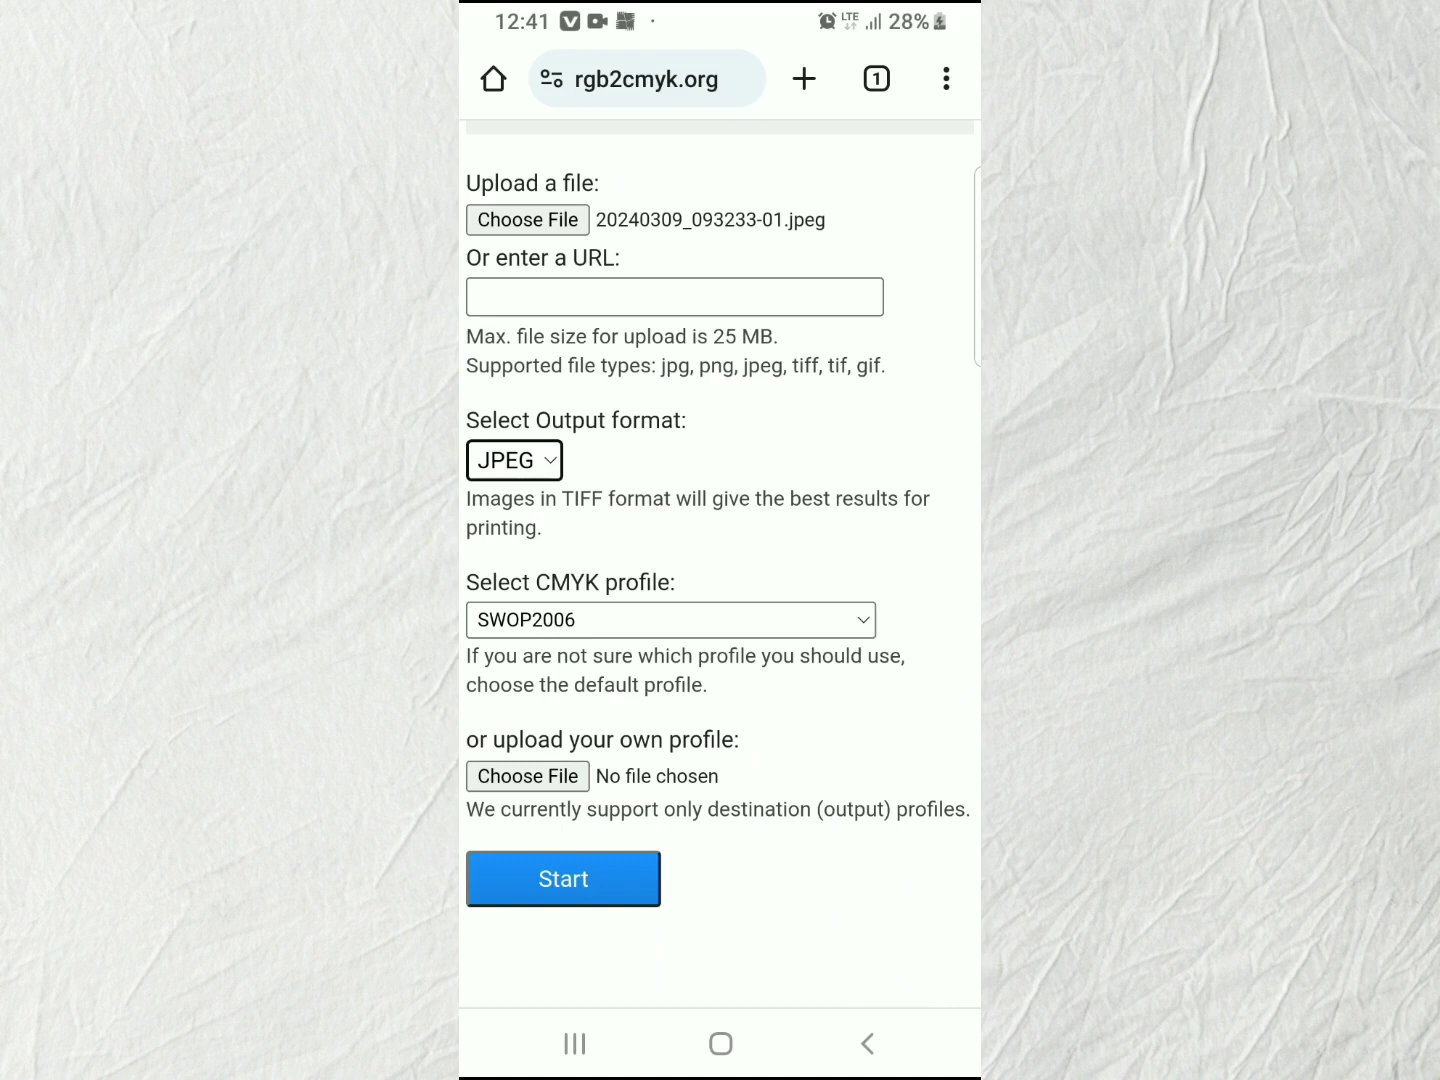 12:41
LTE
28%
rgb2cmyk.org
1
Upload a file:
Choose File 20240309_093233-01.jpeg
Or enter a URL:
Max. file size for upload is 25 MB.
Supported file types: jpg, png, jpeg, tiff, tif, gif.
Select Output format:
JPEG
Images in TIFF format will give the best results for
printing.
Select CMYK profile:
SWOP2006
If you are not sure which profile you should use,
choose the default profile.
or upload your own profile:
Choose File No file chosen
We currently support only destination (output) profiles.
Start